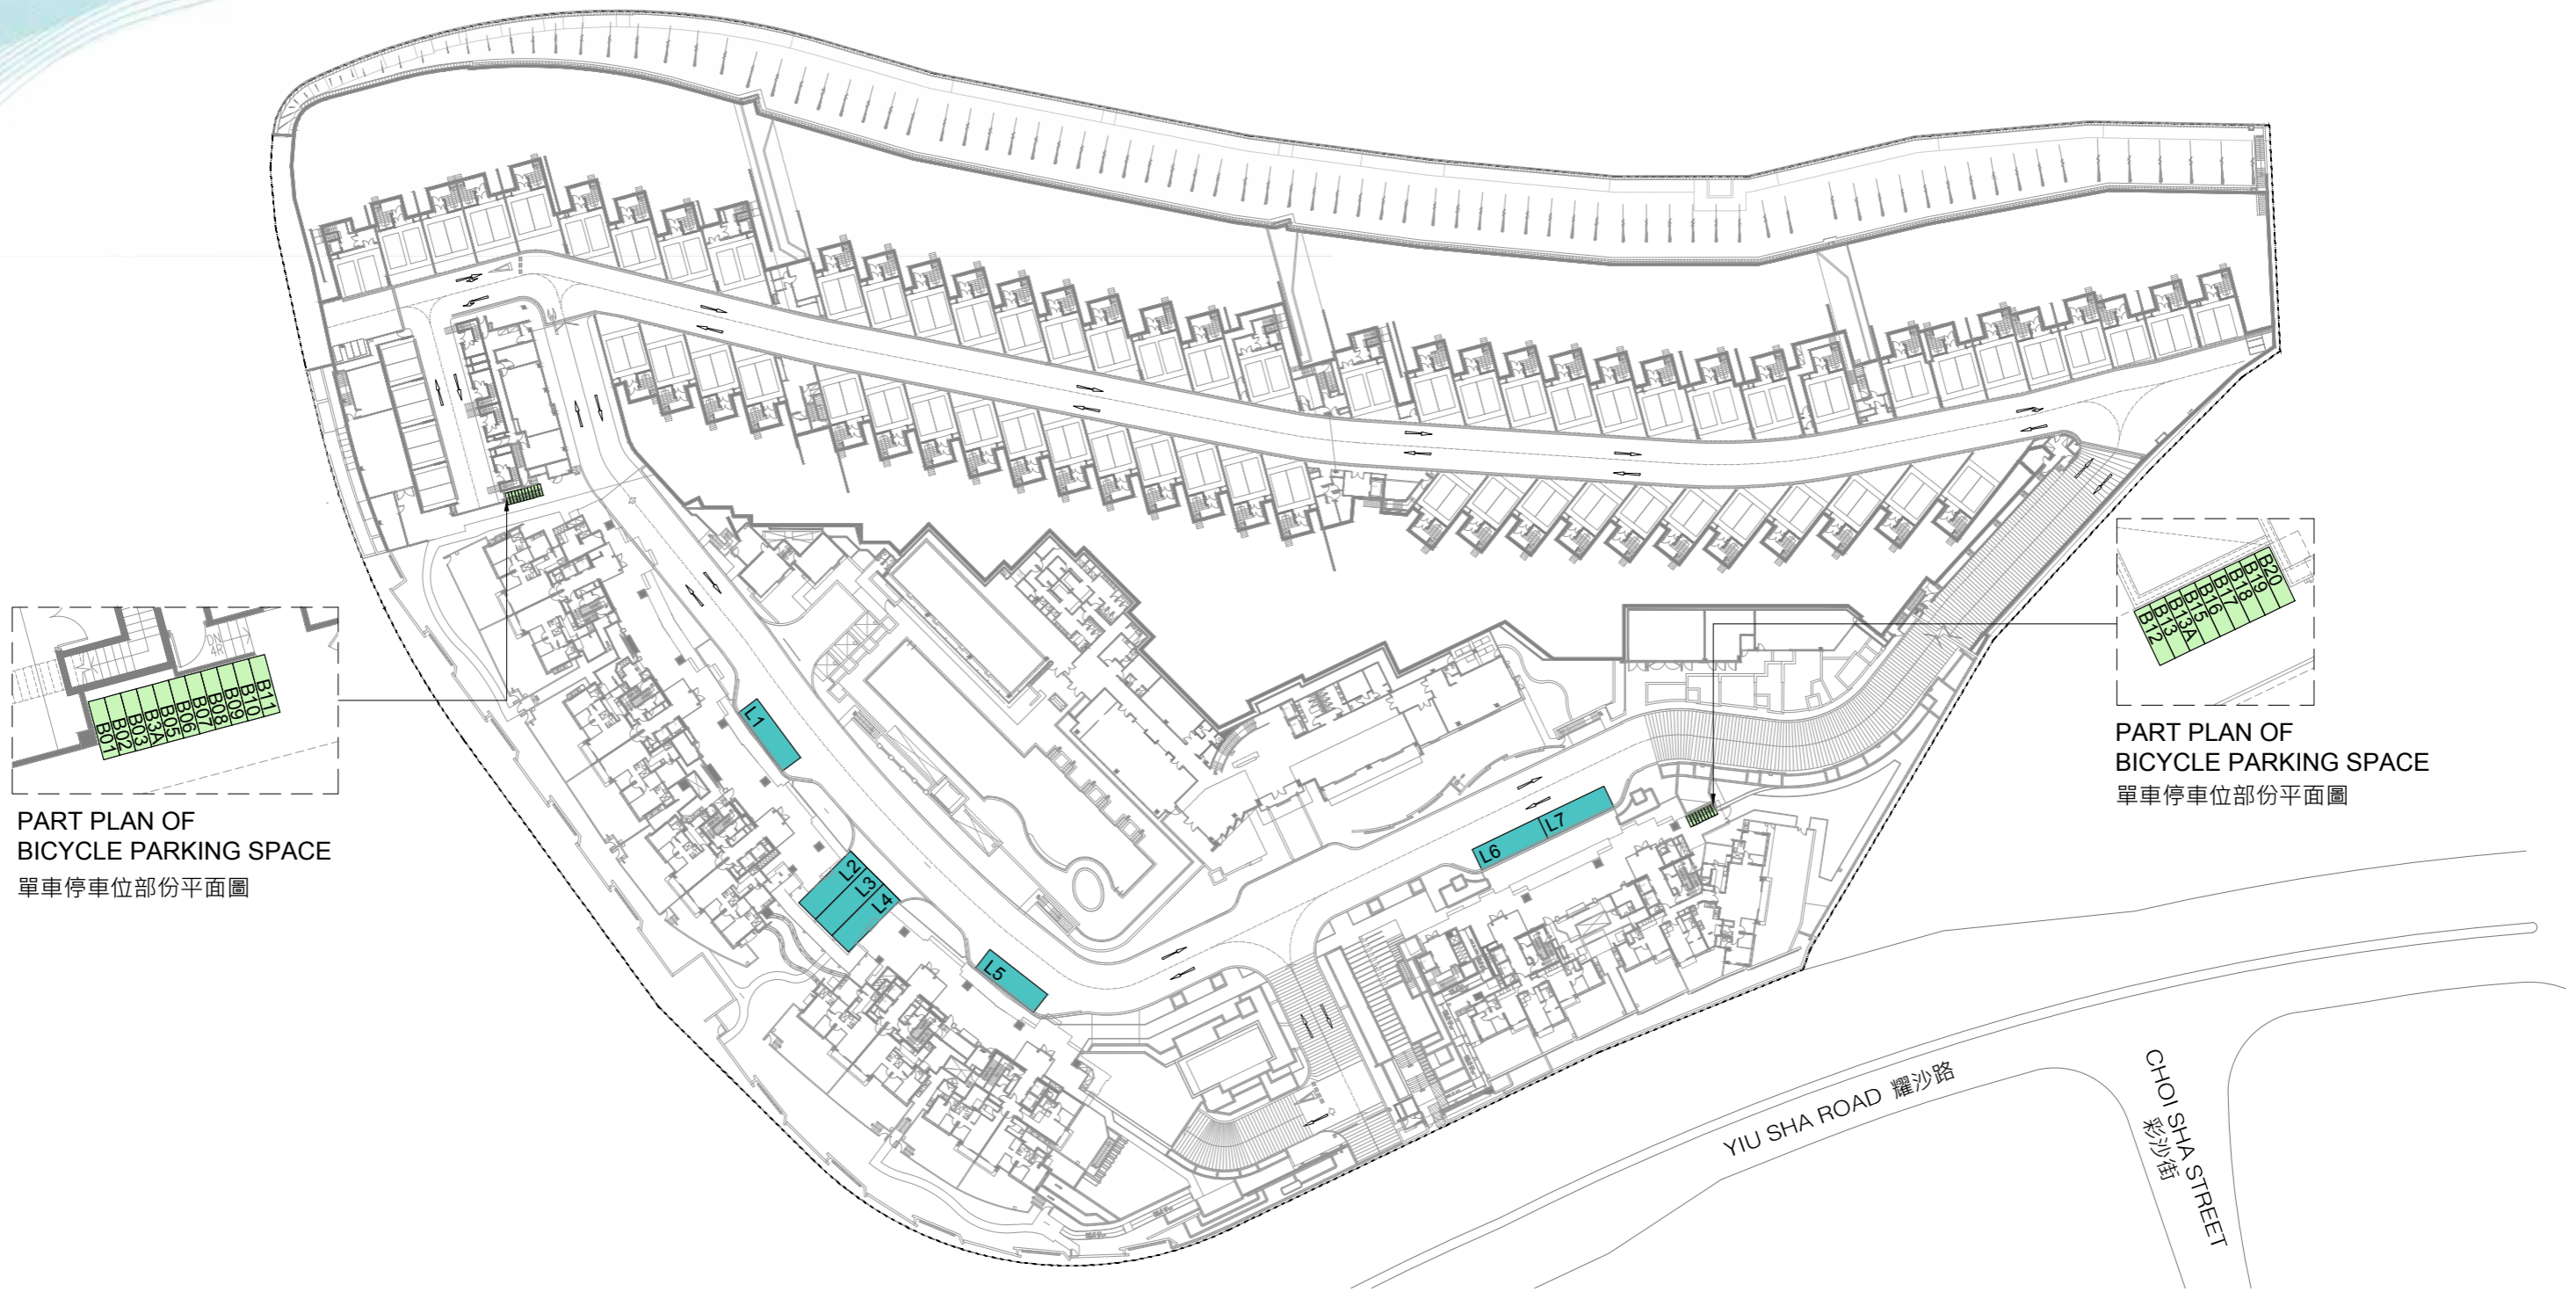 B01
B02
B03
B3A
B05
B06
B07
B08
B09
B10
B11
DN
4R
PART PLAN OF
BICYCLE PARKING SPACE
單車停車位部份平面圖
L1
L2
L3
L4
L5
L6
L7
B12
B13
B13A
B15
B16
B17
B18
B19
B20
PART PLAN OF
BICYCLE PARKING SPACE
單車停車位部份平面圖
YIU SHA ROAD 耀沙路
CHOI SHA STREET
彩沙街